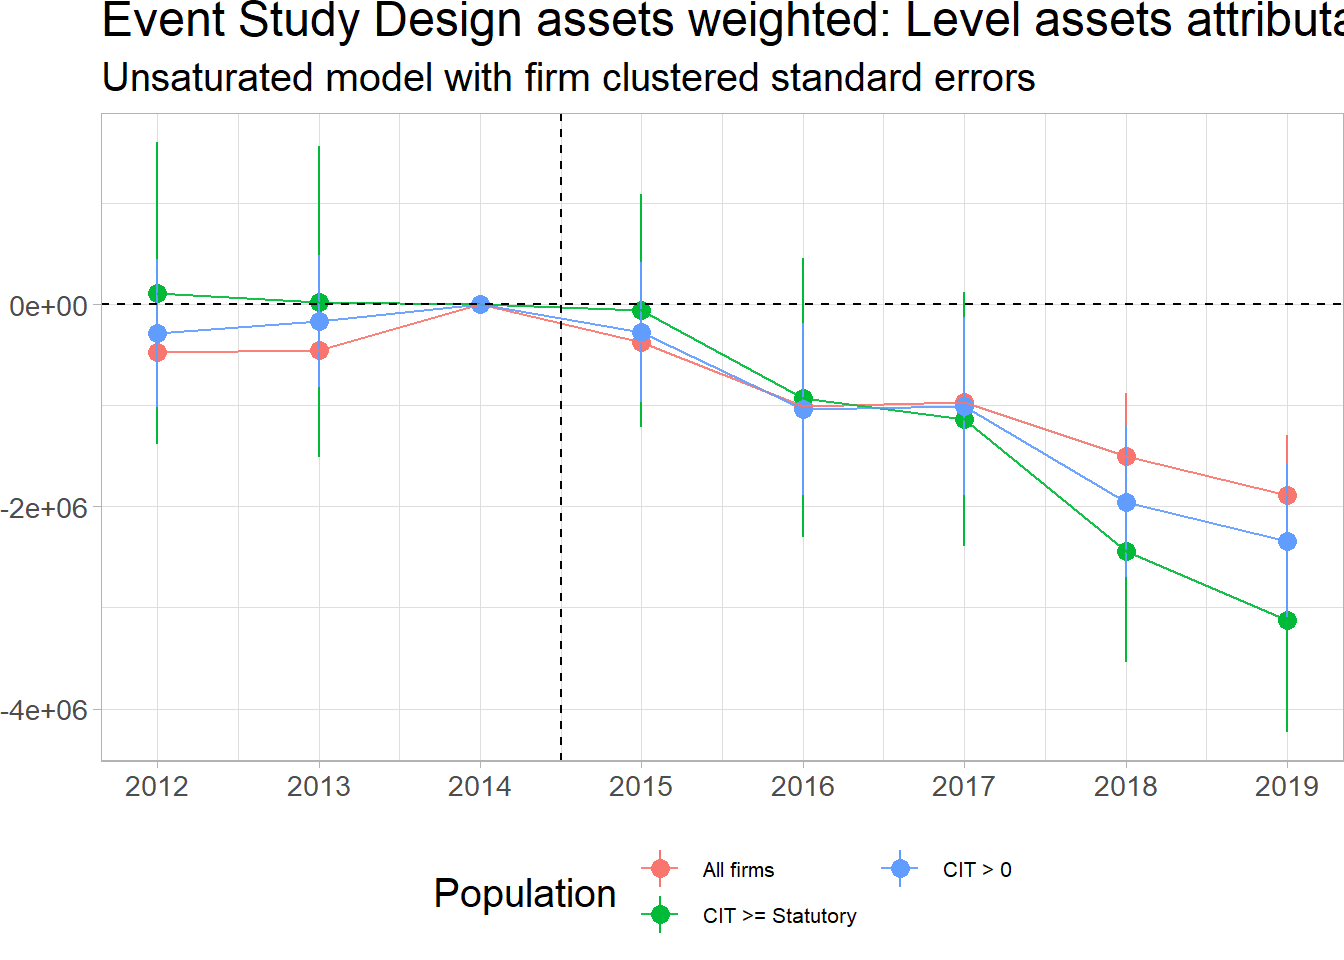 Event Study Design assets weighted: Level assets
Unsaturated model with firm clustered standard errors
0e+00
-2e+06
-4e+06
2012 2013 2014 2015 2016 2017 2018 2019
Population
All firms
CIT > 0
CIT >= Statutory